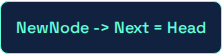 NewNode -> Next = Head